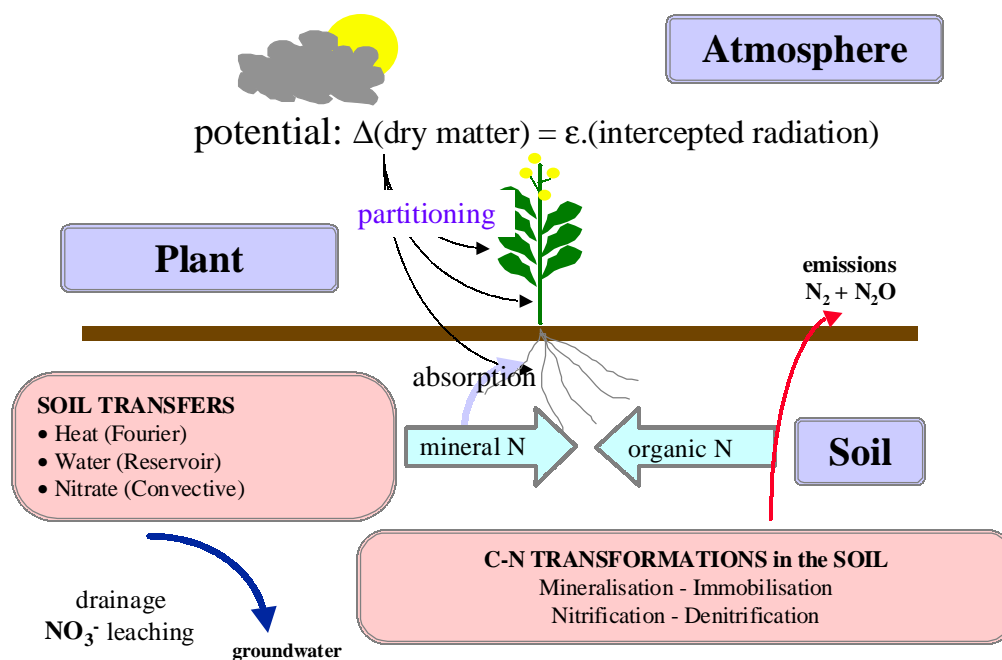 Atmosphere
potential: Δ(dry matter) = ε.(intercepted radiation)
partitioning
Plant
emissions
N₂ + N₂O
absorption
SOIL TRANSFERS
• Heat (Fourier)
• Water (Reservoir)
• Nitrate (Convective)
mineral N
organic N
Soil
C-N TRANSFORMATIONS in the SOIL
Mineralisation - Immobilisation
Nitrification - Denitrification
drainage
NO₃⁻ leaching
groundwater